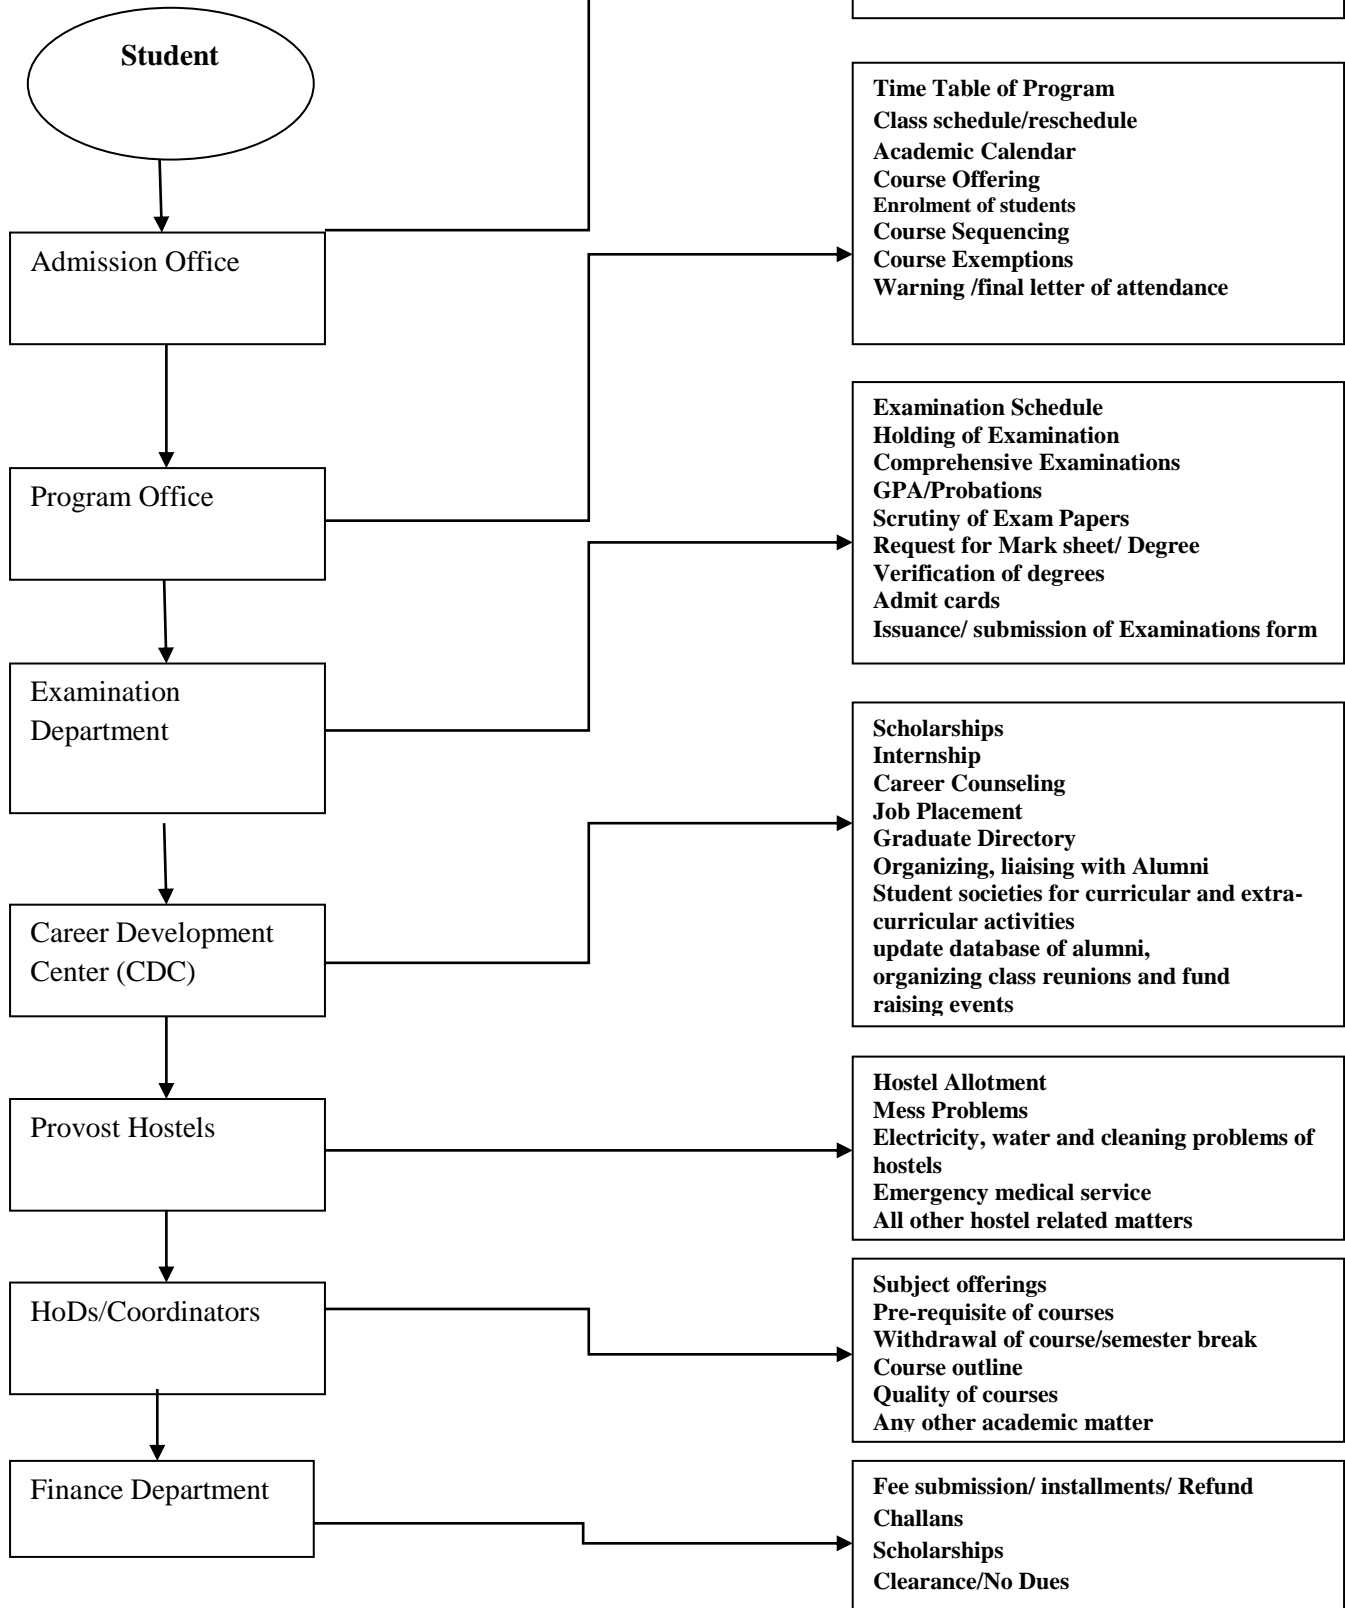 Student
Time Table of Program
Class schedule/reschedule
Academic Calendar
Course Offering
Enrolment of students
Course Sequencing
Course Exemptions
Warning /final letter of attendance
Admission Office
Examination Schedule
Holding of Examination
Comprehensive Examinations
GPA/Probations
Scrutiny of Exam Papers
Request for Mark sheet/ Degree
Verification of degrees
Admit cards
Issuance/ submission of Examinations form
Program Office
Examination
Department
Scholarships
Internship
Career Counseling
Job Placement
Graduate Directory
Organizing, liaising with Alumni
Student societies for curricular and extra-
curricular activities
update database of alumni,
organizing class reunions and fund
raising events
Career Development
Center (CDC)
Hostel Allotment
Mess Problems
Electricity, water and cleaning problems of
hostels
Emergency medical service
All other hostel related matters
Provost Hostels
Subject offerings
Pre-requisite of courses
Withdrawal of course/semester break
Course outline
Quality of courses
Any other academic matter
HoDs/Coordinators
Finance Department
Fee submission/ installments/ Refund
Challans
Scholarships
Clearance/No Dues